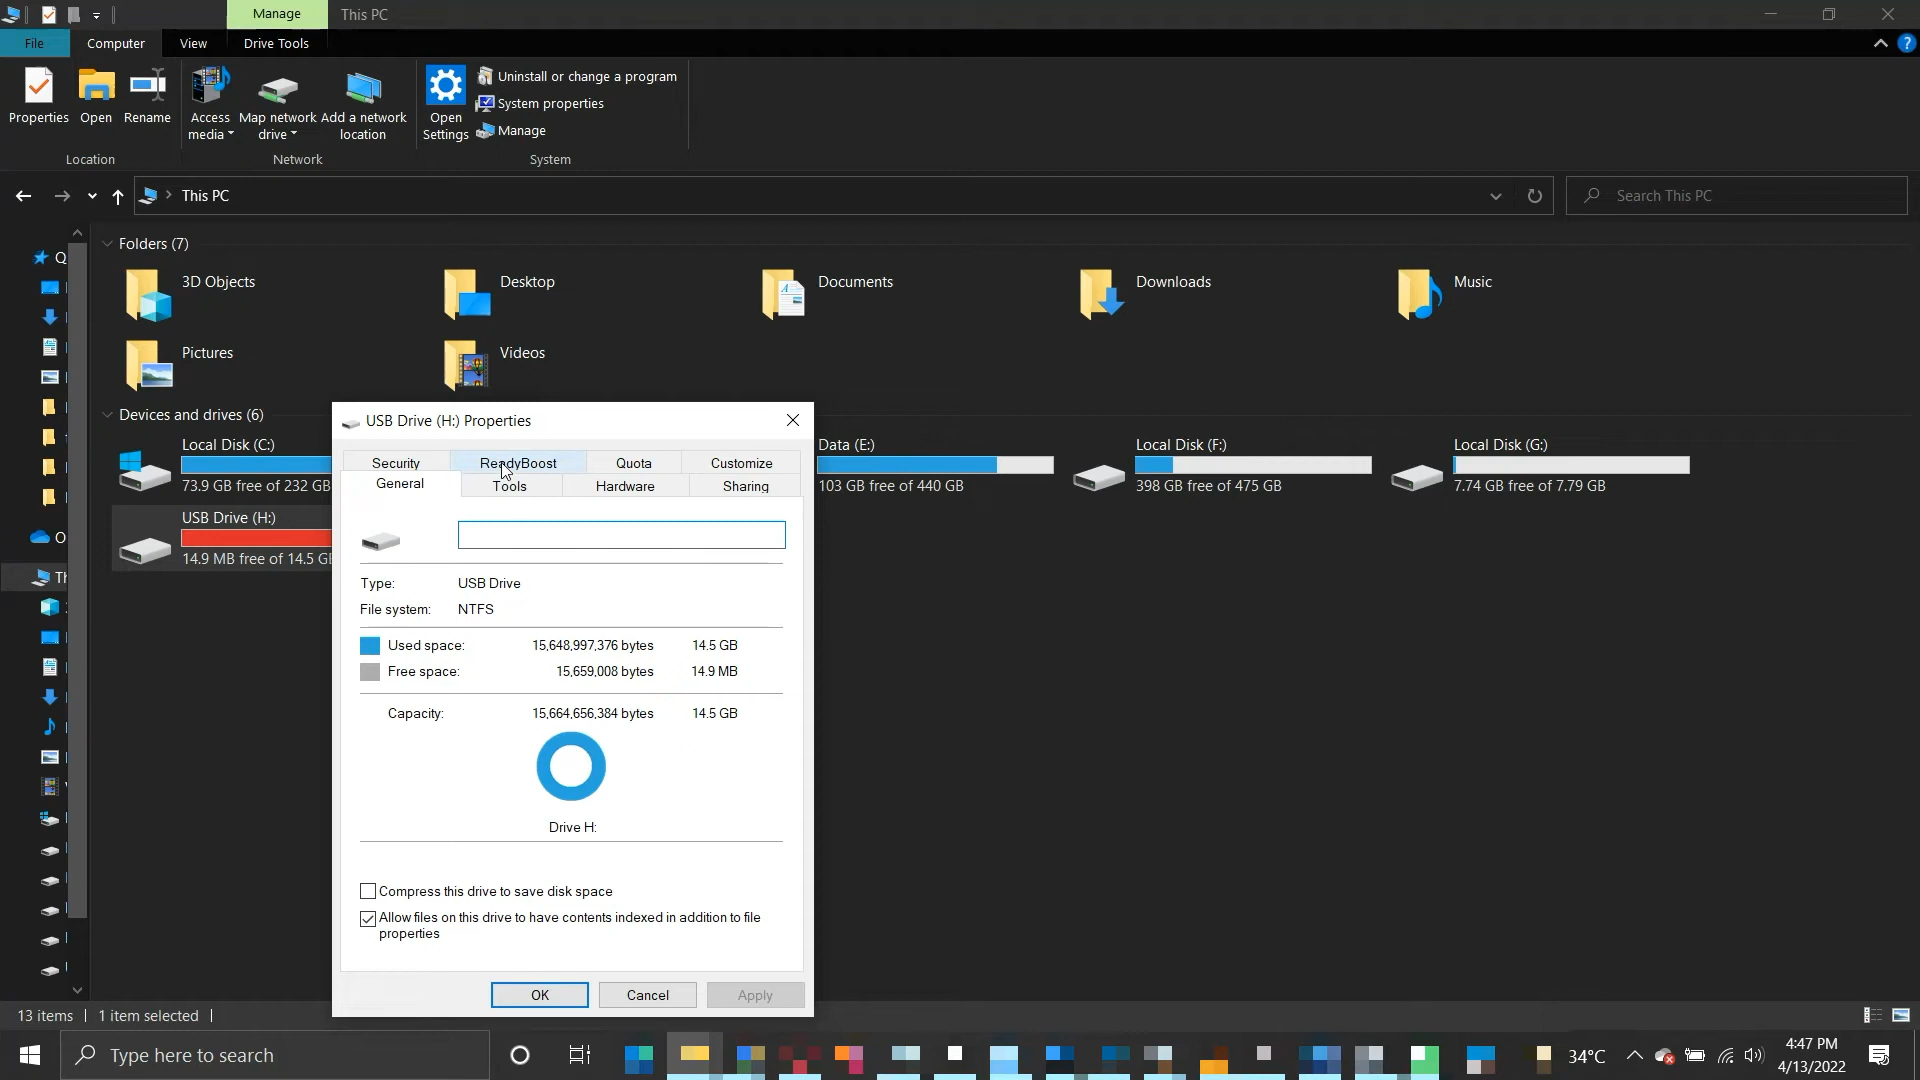 Manage
This PC
File
Computer
View
Drive Tools
Properties
Open
Rename
Access media
Map network drive
Add a network location
Open Settings
Uninstall or change a program
System properties
Manage
Location
Network
System
This PC
Search This PC
Folders (7)
3D Objects
Desktop
Documents
Downloads
Music
Pictures
Videos
Devices and drives (6)
Local Disk (C:)
73.9 GB free of 232 GB
Data (E:)
103 GB free of 440 GB
Local Disk (F:)
398 GB free of 475 GB
Local Disk (G:)
7.74 GB free of 7.79 GB
USB Drive (H:)
14.9 MB free of 14.5 G
USB Drive (H:) Properties
Security
ReadyBoost
Quota
Customize
General
Tools
Hardware
Sharing
Type: USB Drive
File system: NTFS
Used space: 15,648,997,376 bytes 14.5 GB
Free space: 15,659,008 bytes 14.9 MB
Capacity: 15,664,656,384 bytes 14.5 GB
Drive H:
Compress this drive to save disk space
Allow files on this drive to have contents indexed in addition to file
properties
OK
Cancel
Apply
13 items
1 item selected
Type here to search
34°C
4:47 PM
4/13/2022